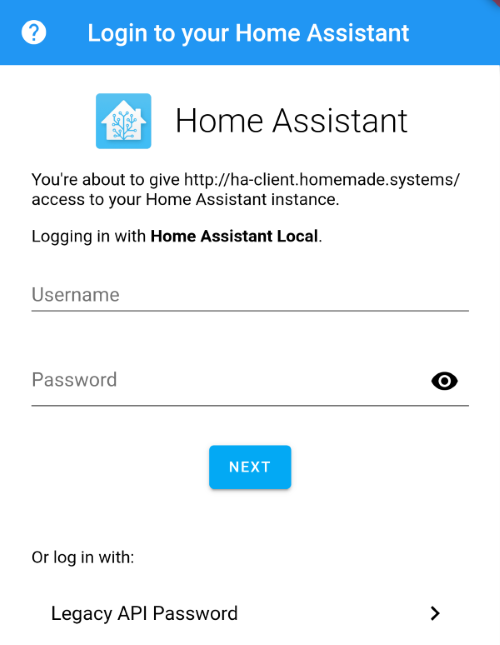 Login to your Home Assistant
Home Assistant
You're about to give http://ha-client.homemade.systems/
access to your Home Assistant instance.
Logging in with Home Assistant Local.
Username
Password
NEXT
Or log in with:
Legacy API Password